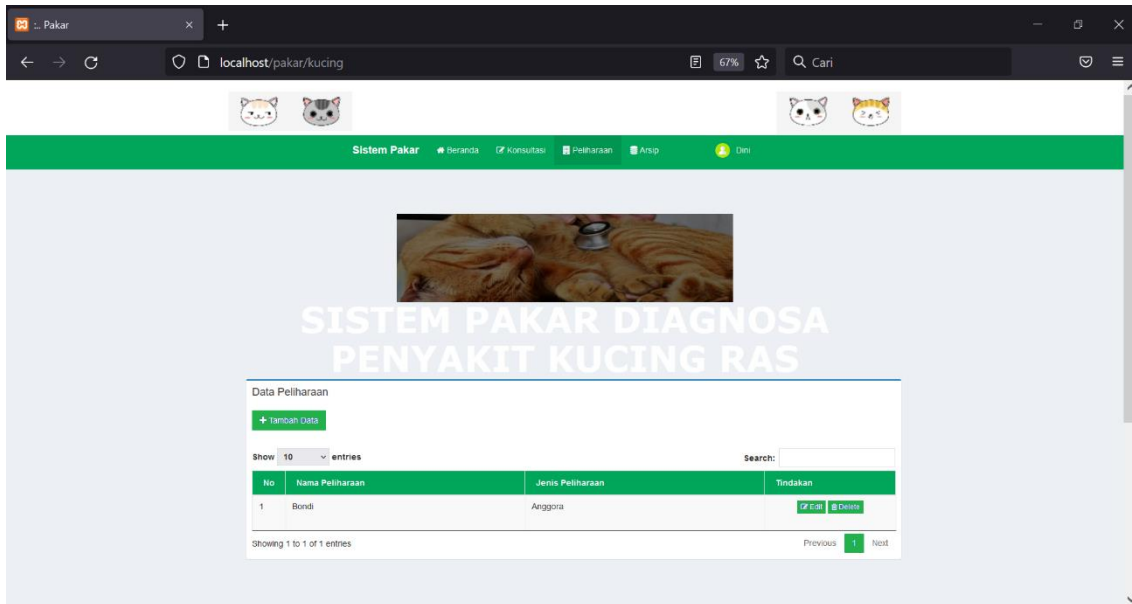 :.. Pakar
localhost/pakar/kucing
67%
Cari
Sistem Pakar Beranda Konsultasi Peliharaan Arsip Dini
SISTEM PAKAR DIAGNOSA
PENYAKIT KUCING RAS
Data Peliharaan
+ Tambah Data
Show 10 entries Search:
No Nama Peliharaan Jenis Peliharaan Tindakan
1 Bondi Anggora Edit Delete
Showing 1 to 1 of 1 entries Previous 1 Next